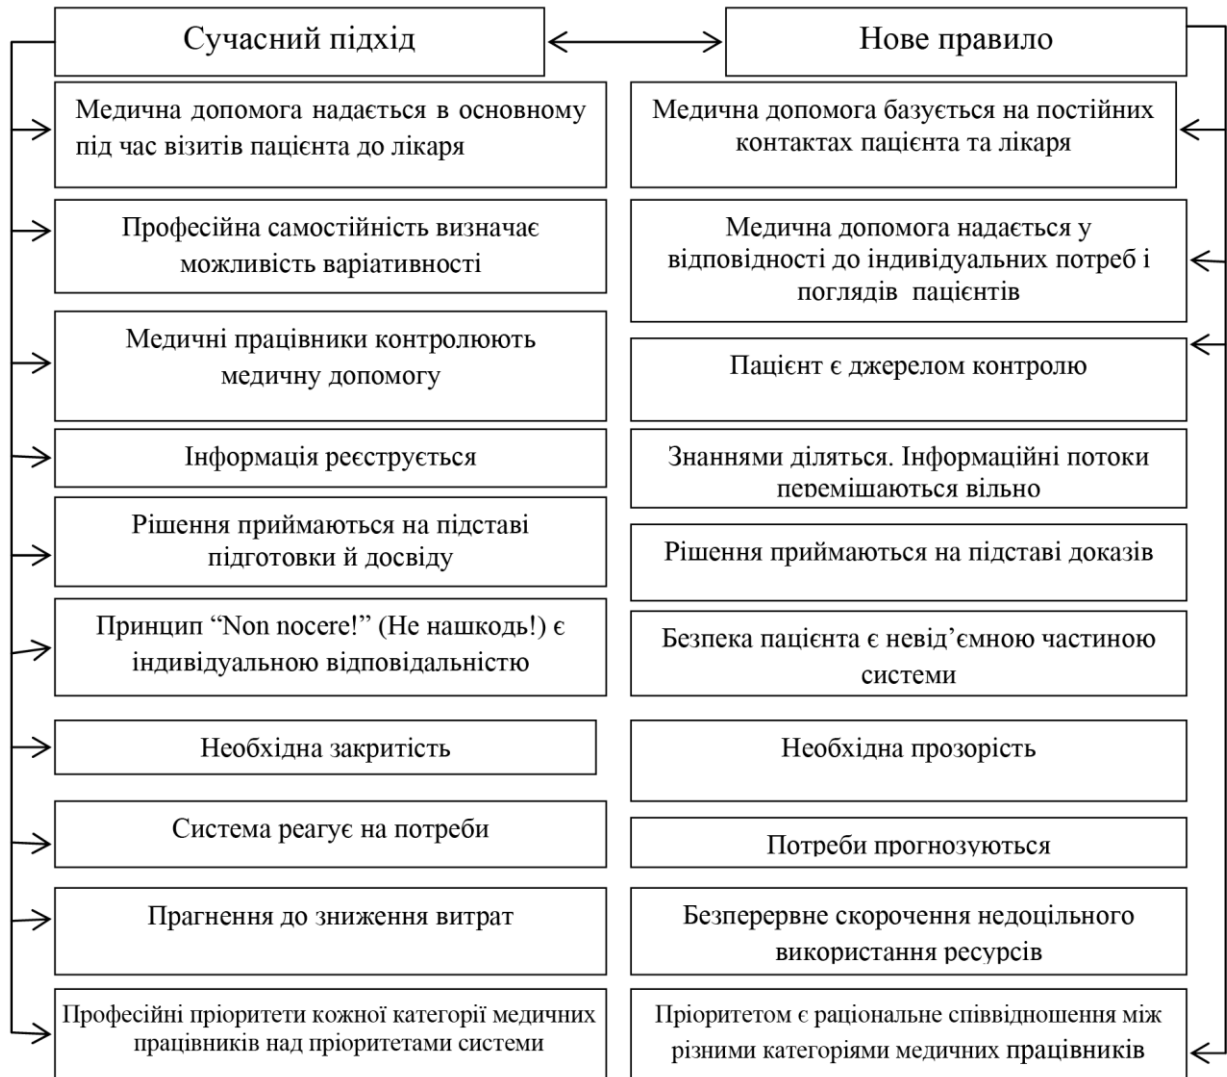 Сучасний підхід
Нове правило
Медична допомога надається в основному
під час візитів пацієнта до лікаря
Медична допомога базується на постійних
контактах пацієнта та лікаря
Професійна самостійність визначає
можливість варіативності
Медична допомога надається у
відповідності до індивідуальних потреб і
поглядів пацієнтів
Медичні працівники контролюють
медичну допомогу
Пацієнт є джерелом контролю
Інформація реєструється
Знаннями діляться. Інформаційні потоки
перемішаються вільно
Рішення приймаються на підставі
підготовки й досвіду
Рішення приймаються на підставі доказів
Принцип “Non nocere!” (Не нашкодь!) є
індивідуальною відповідальністю
Безпека пацієнта є невід’ємною частиною
системи
Необхідна закритість
Необхідна прозорість
Система реагує на потреби
Потреби прогнозуються
Прагнення до зниження витрат
Безперервне скорочення недоцільного
використання ресурсів
Професійні пріоритети кожної категорії медичних
працівників над пріоритетами системи
Пріоритетом є раціональне співвідношення між
різними категоріями медичних працівників